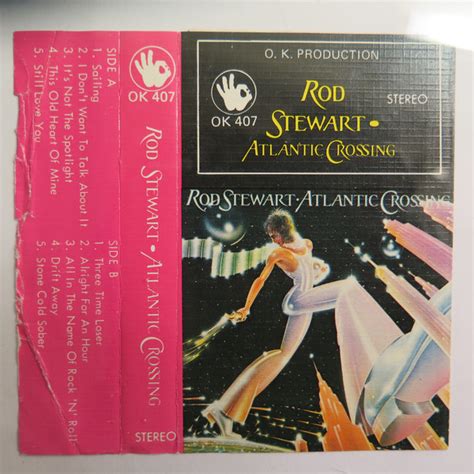 SIDE A
1. Sailing
2. I Don't Want To Talk About It
3. It's Not The Spotlight
4. This Old Heart Of Mine
5. Still Love You
SIDE B
1. Three Time Loser
2. Alright For An Hour
3. All In The Name Of Rock 'N' Roll
4. Drift Away
5. Stone Cold Sober
OK 407
ROD STEWART • ATLANTIC CROSSING
STEREO
O. K. PRODUCTION
OK 407
ROD
STEWART •
ATLANTIC CROSSING
STEREO
ROD STEWART • ATLANTIC CROSSING